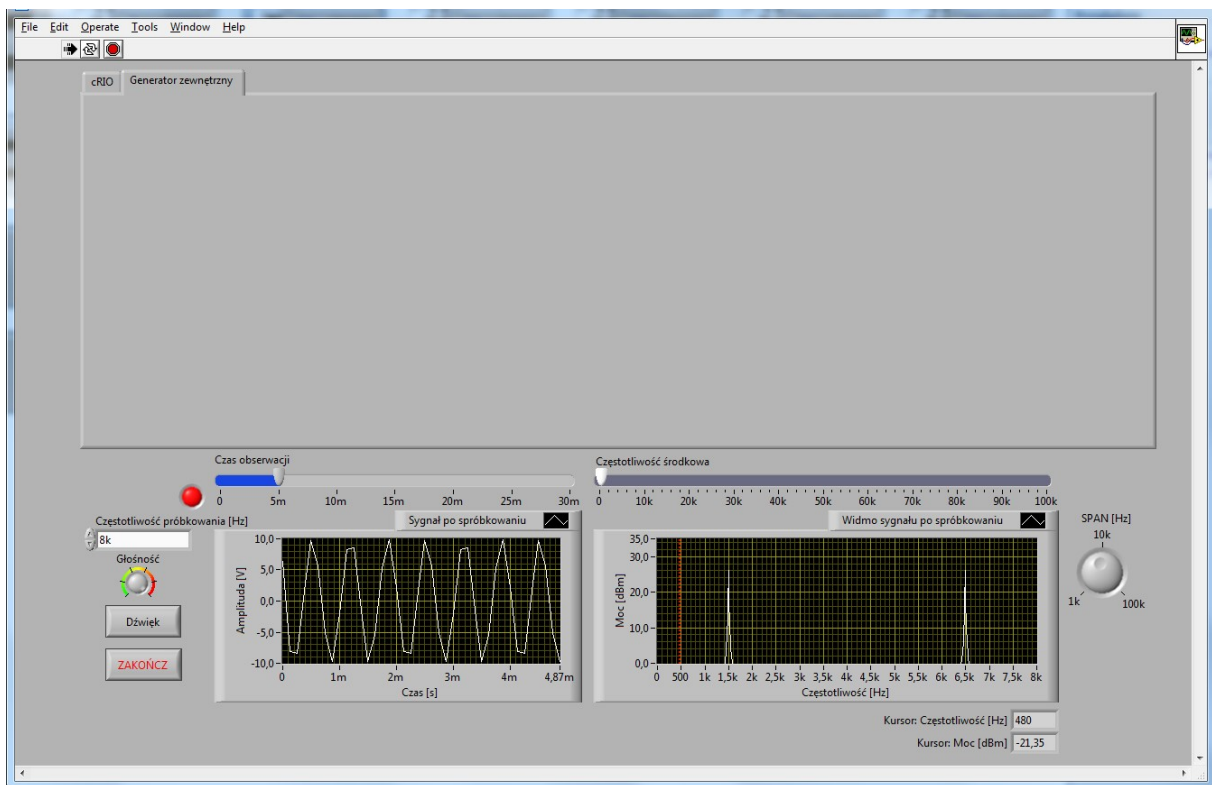 File Edit Operate Tools Window Help
cRIO Generator zewnętrzny
Czas obserwacji
0 5m 10m 15m 20m 25m 30m
Częstotliwość środkowa
0 10k 20k 30k 40k 50k 60k 70k 80k 90k 100k
Częstotliwość próbkowania [Hz]
8k
Głośność
Dźwięk
ZAKOŃCZ
Sygnał po spróbkowaniu
Amplituda [V]
10,0
5,0
0,0
-5,0
-10,0
0 1m 2m 3m 4m 4,87m
Czas [s]
Widmo sygnału po spróbkowaniu
Moc [dBm]
35,0
30,0
20,0
10,0
0,0
0 500 1k 1,5k 2k 2,5k 3k 3,5k 4k 4,5k 5k 5,5k 6k 6,5k 7k 7,5k 8k
Częstotliwość [Hz]
SPAN [Hz]
10k
1k 100k
Kursor: Częstotliwość [Hz] 480
Kursor: Moc [dBm] -21,35